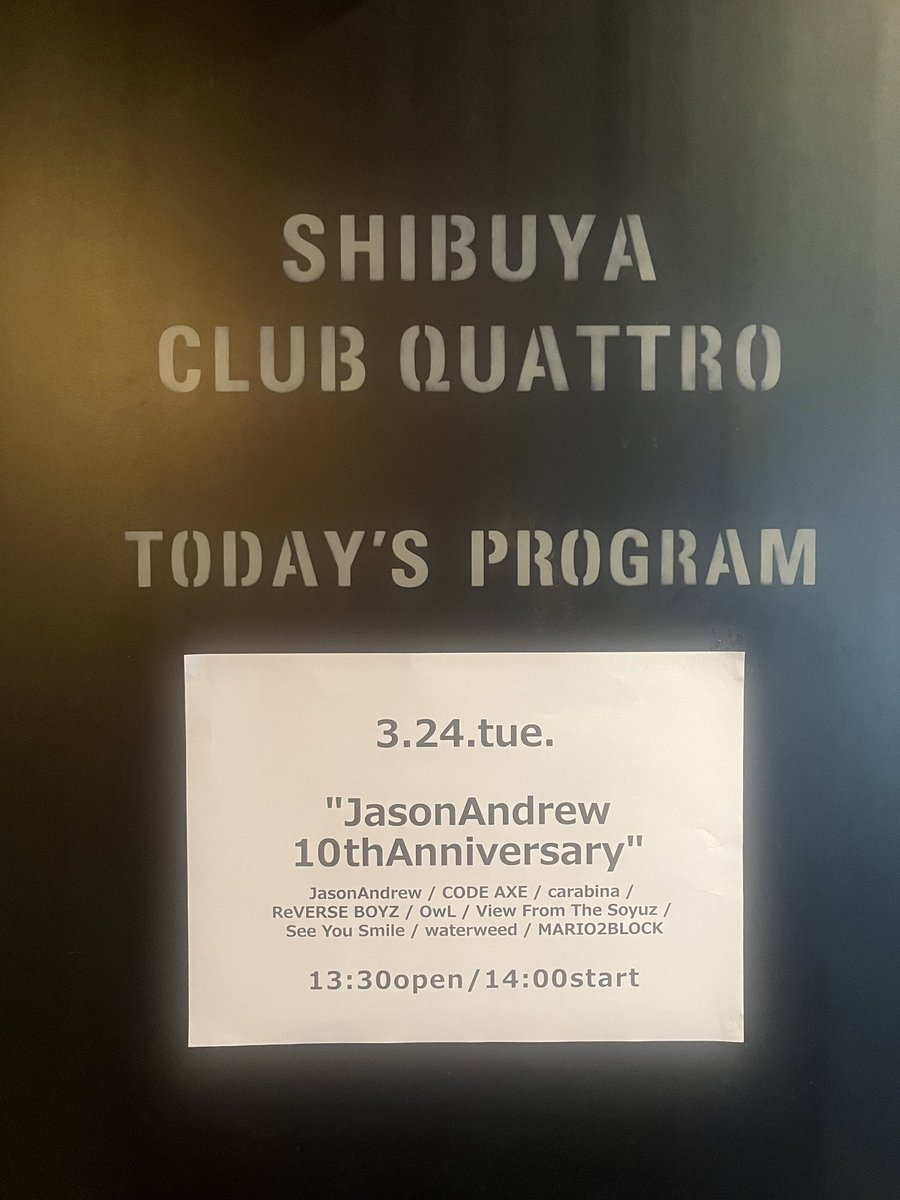 SHIBUYA
CLUB QUATTRO
TODAY'S PROGRAM
3.24.tue.
"JasonAndrew
10thAnniversary"
JasonAndrew / CODE AXE / carabina /
ReVERSE BOYZ / OwL / View From The Soyuz /
See You Smile / waterweed / MARIO2BLOCK
13:30open/14:00start